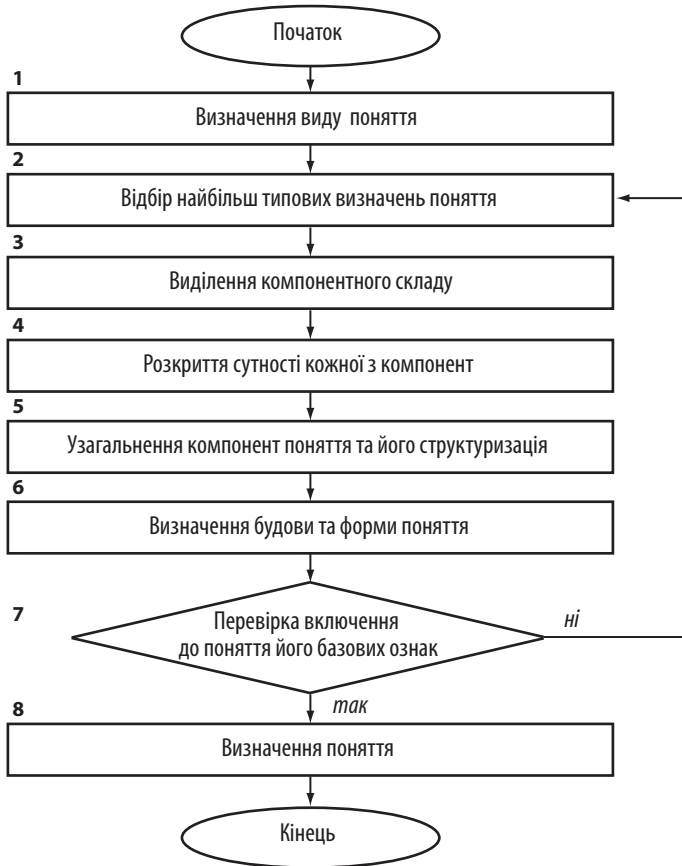 Початок
1
Визначення виду поняття
2
Відбір найбільш типових визначень поняття
3
Виділення компонентного складу
4
Розкриття сутності кожної з компонент
5
Узагальнення компонент поняття та його структуризація
6
Визначення будови та форми поняття
7
Перевірка включення
до поняття його базових ознак
ні
так
8
Визначення поняття
Кінець